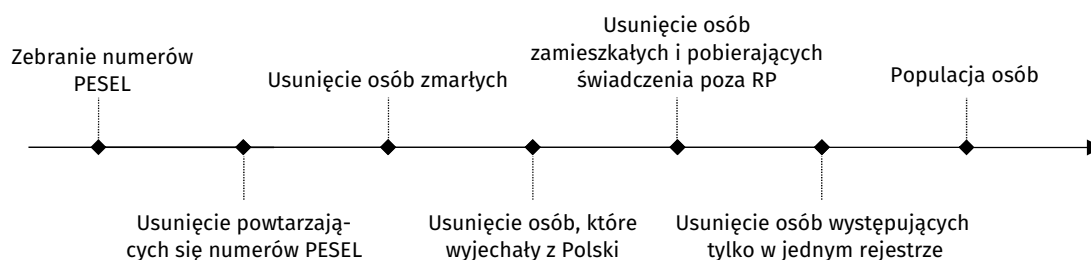 Zebranie numerów
PESEL
Usunięcie powtarzają-
cych się numerów PESEL
Usunięcie osób zmarłych
Usunięcie osób, które
wyjechały z Polski
Usunięcie osób
zamieszkałych i pobierających
świadczenia poza RP
Usunięcie osób występujących
tylko w jednym rejestrze
Populacja osób